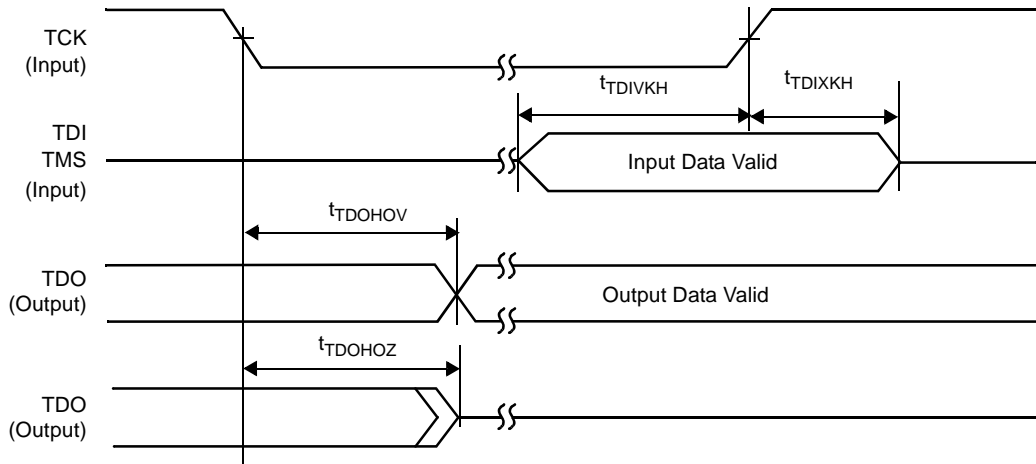 TCK
(Input)
tTDIVKH
tTDIXKH
TDI
TMS
(Input)
Input Data Valid
tTDOHOV
TDO
(Output)
Output Data Valid
tTDOHOZ
TDO
(Output)